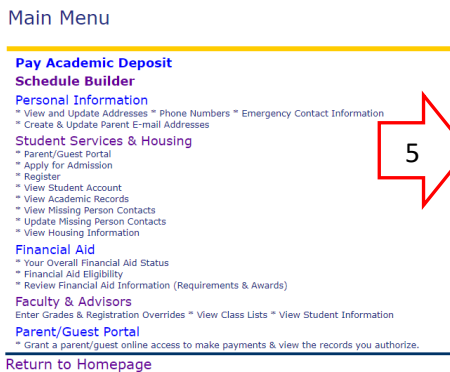 Main Menu
Pay Academic Deposit
Schedule Builder
Personal Information
* View and Update Addresses * Phone Numbers * Emergency Contact Information
* Create & Update Parent E-mail Addresses
5
Student Services & Housing
* Parent/Guest Portal
* Apply for Admission
* Register
* View Student Account
* View Academic Records
* View Missing Person Contacts
* Update Missing Person Contacts
* View Housing Information
Financial Aid
* Your Overall Financial Aid Status
* Financial Aid Eligibility
* Review Financial Aid Information (Requirements & Awards)
Faculty & Advisors
Enter Grades & Registration Overrides * View Class Lists * View Student Information
Parent/Guest Portal
* Grant a parent/guest online access to make payments & view the records you authorize.
Return to Homepage